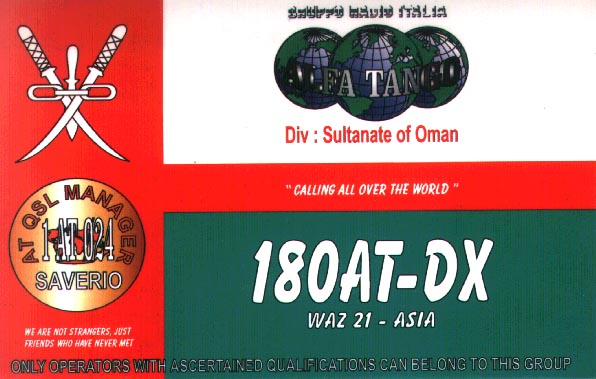 GRUPPO RADIO ITALIA
ALFA TANGO
Div : Sultanate of Oman
" CALLING ALL OVER THE WORLD "
AT QSL MANAGER
1 AT 024
SAVERIO
180AT-DX
WAZ 21 - ASIA
WE ARE NOT STRANGERS, JUST
FRIENDS WHO HAVE NEVER MET
ONLY OPERATORS WITH ASCERTAINED QUALIFICATIONS CAN BELONG TO THIS GROUP